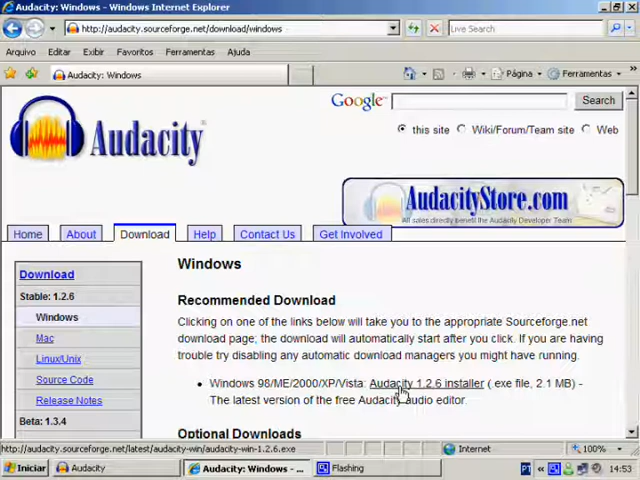 Audacity: Windows - Windows Internet Explorer
http://audacity.sourceforge.net/download/windows
Live Search
Arquivo Editar Exibir Favoritos Ferramentas Ajuda
Audacity: Windows
Página Ferramentas
Google Search
this site Wiki/Forum/Team site Web
Audacity
AudacityStore.com
All sales directly benefit the Audacity Developer Team
Home About Download Help Contact Us Get Involved
Download
Stable: 1.2.6
Windows
Mac
Linux/Unix
Source Code
Release Notes
Beta: 1.3.4
Windows
Recommended Download
Clicking on one of the links below will take you to the appropriate Sourceforge.net
download page; the download will automatically start after you click. If you are having
trouble try disabling any automatic download managers you might have running.
Windows 98/ME/2000/XP/Vista: Audacity 1.2.6 installer (.exe file, 2.1 MB) -
The latest version of the free Audacity audio editor.
Optional Downloads
http://audacity.sourceforge.net/latest/audacity-win/audacity-win-1.2.6.exe
Internet 100%
Iniciar Audacity Audacity: Windows - ... Flashing PT 14:53